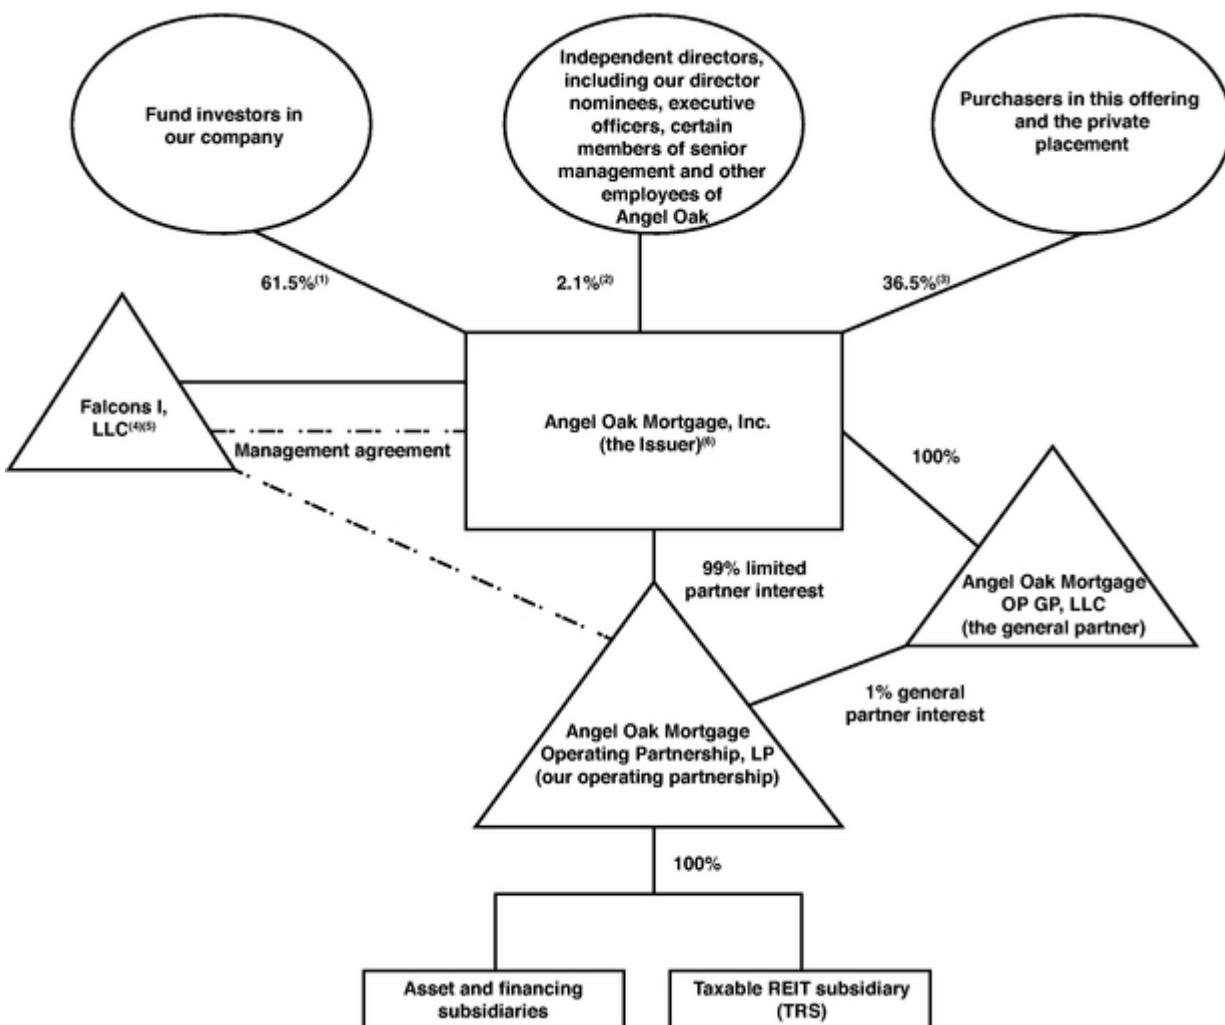 Fund investors in
our company
Independent directors,
including our director
nominees, executive
officers, certain
members of senior
management and other
employees of
Angel Oak
Purchasers in this offering
and the private
placement
61.5%(1)
2.1%(2)
36.5%(3)
Falcons I,
LLC(4)(5)
Management agreement
Angel Oak Mortgage, Inc.
(the Issuer)(6)
100%
99% limited
partner interest
Angel Oak Mortgage
OP GP, LLC
(the general partner)
1% general
partner interest
Angel Oak Mortgage
Operating Partnership, LP
(our operating partnership)
100%
Asset and financing
subsidiaries
Taxable REIT subsidiary
(TRS)